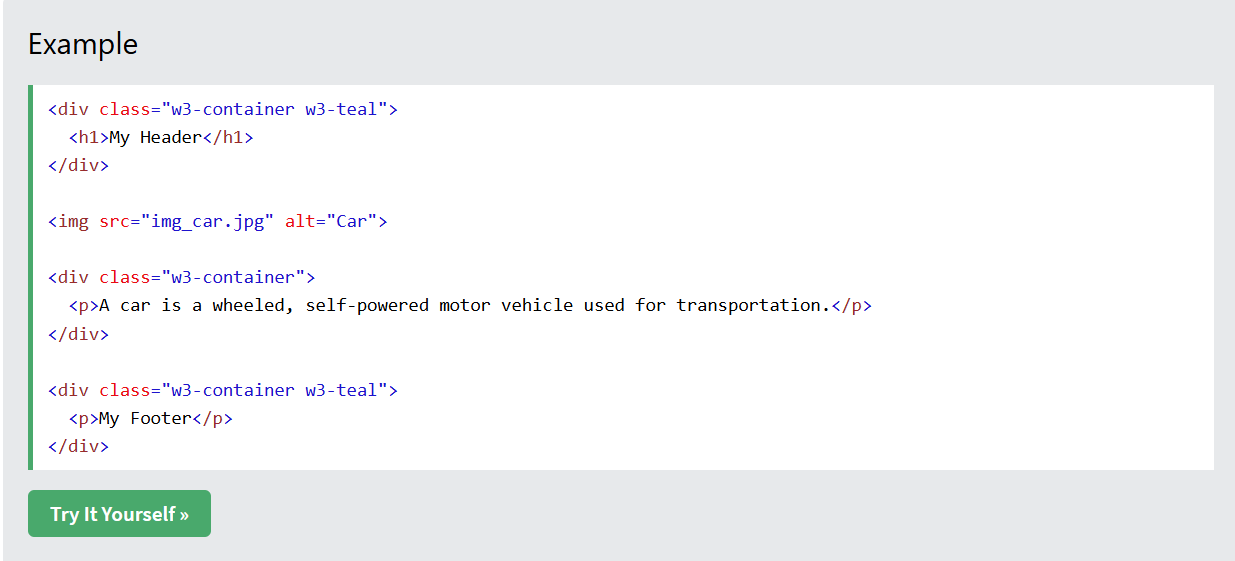 Example
<div class="w3-container w3-teal">
  <h1>My Header</h1>
</div>
<img src="img_car.jpg" alt="Car">
<div class="w3-container">
  <p>A car is a wheeled, self-powered motor vehicle used for transportation.</p>
</div>
<div class="w3-container w3-teal">
  <p>My Footer</p>
</div>
Try It Yourself »